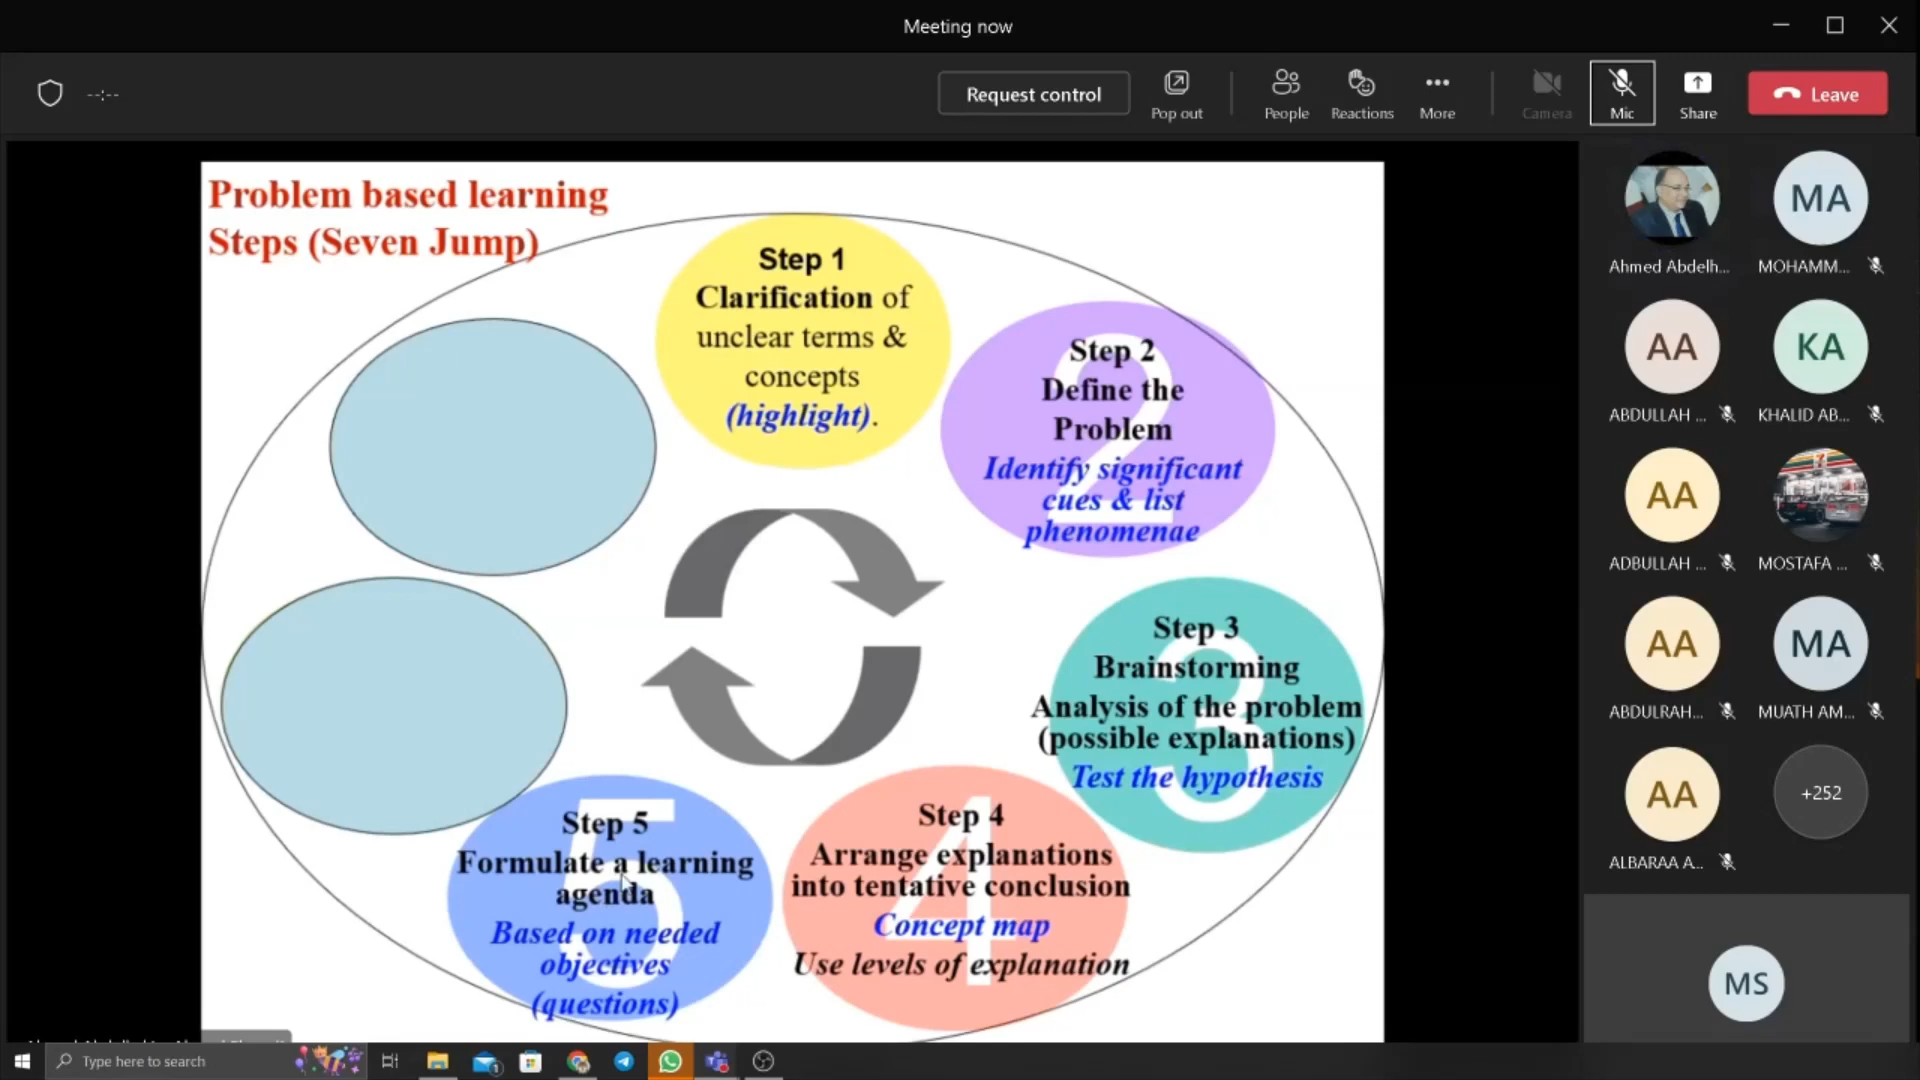 Meeting now
--:--
Request control
Pop out
People
Reactions
More
Camera
Mic
Share
Leave
Problem based learning
Steps (Seven Jump)
Step 1
Clarification of
unclear terms &
concepts
(highlight).
2
Step 2
Define the
Problem
Identify significant
cues & list
phenomenae
3
Step 3
Brainstorming
Analysis of the problem
(possible explanations)
Test the hypothesis
4
Step 4
Arrange explanations
into tentative conclusion
Concept map
Use levels of explanation
5
Step 5
Formulate a learning
agenda
Based on needed
objectives
(questions)
Ahmed Abdelh...
MA
MOHAMM...
AA
ABDULLAH ...
KA
KHALID AB...
AA
ADBULLAH ...
MOSTAFA ...
AA
ABDULRAH...
MA
MUATH AM...
AA
ALBARAA A...
+252
MS
Type here to search
1